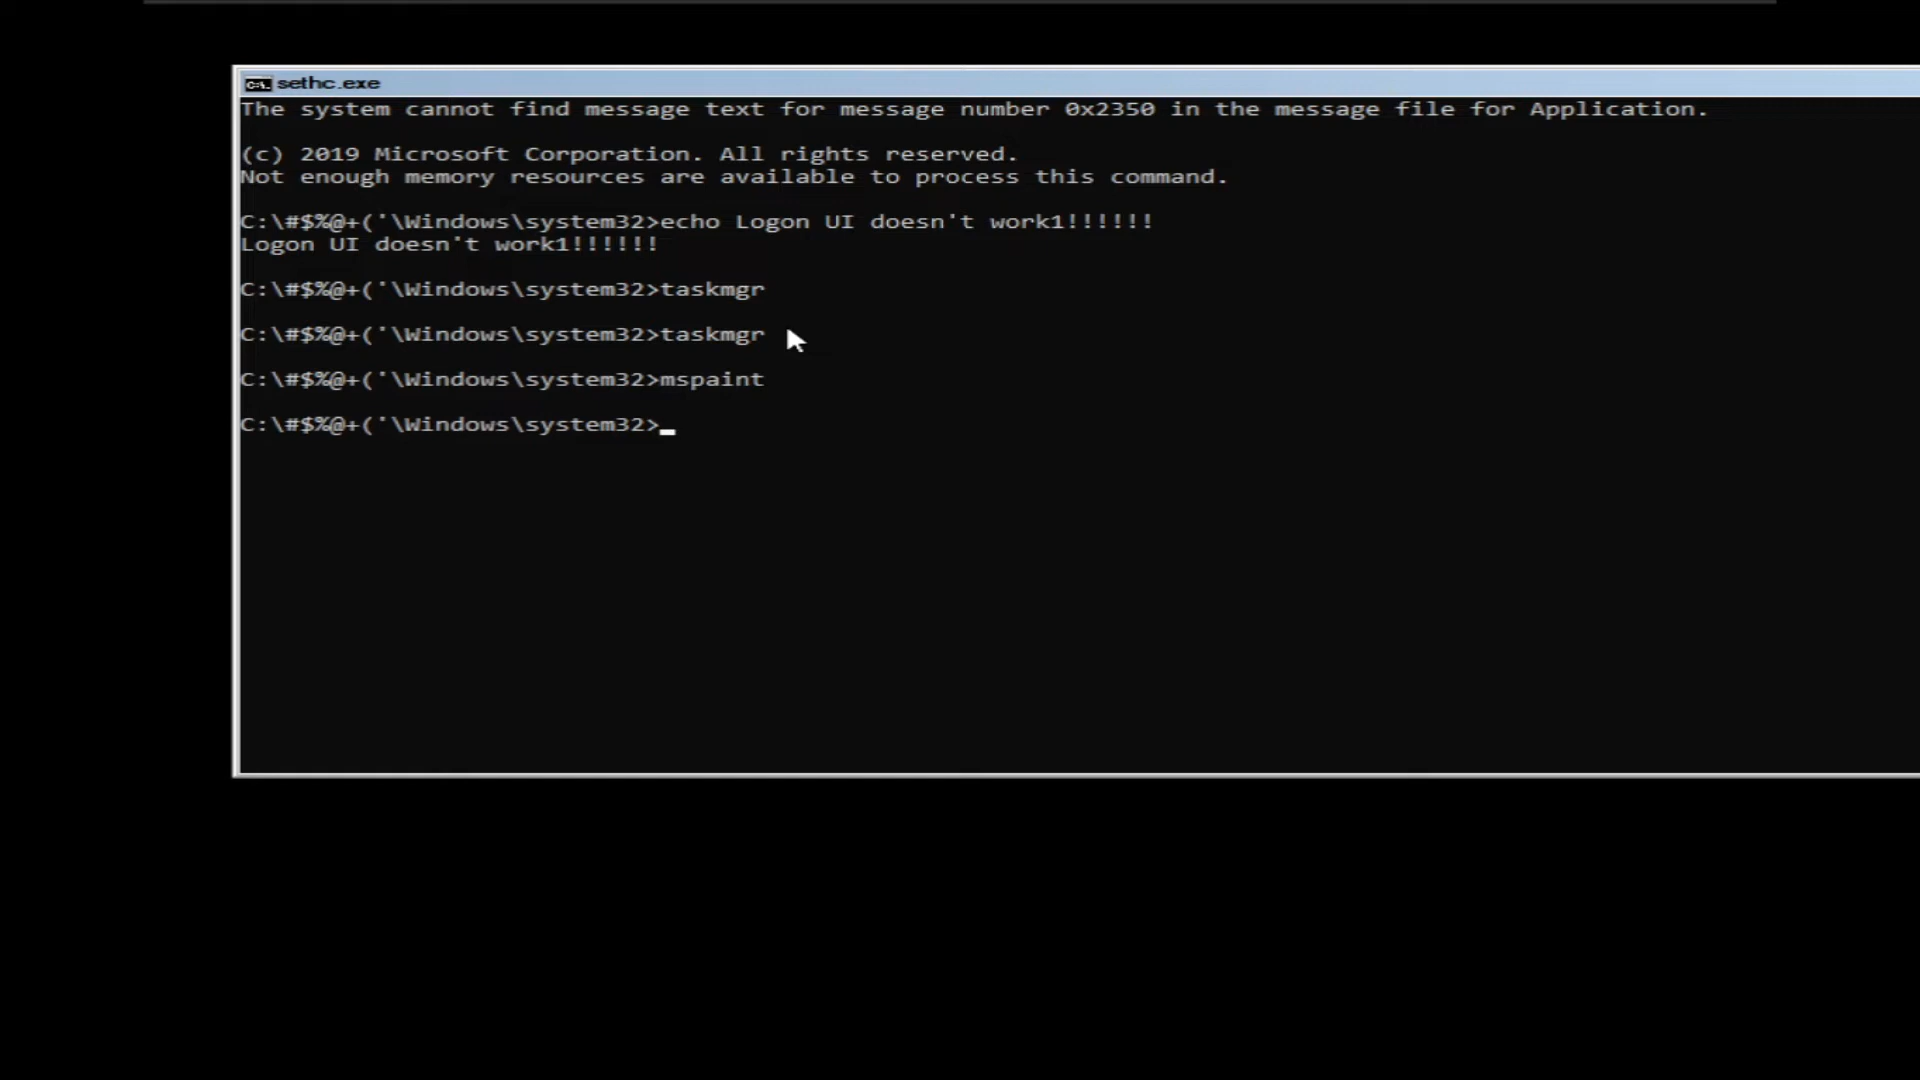 sethc.exe
The system cannot find message text for message number 0x2350 in the message file for Application.
(c) 2019 Microsoft Corporation. All rights reserved.
Not enough memory resources are available to process this command.
C:\#$%@+('\Windows\system32>echo Logon UI doesn't work1!!!!!!
Logon UI doesn't work1!!!!!!
C:\#$%@+('\Windows\system32>taskmgr
C:\#$%@+('\Windows\system32>taskmgr
C:\#$%@+('\Windows\system32>mspaint
C:\#$%@+('\Windows\system32>